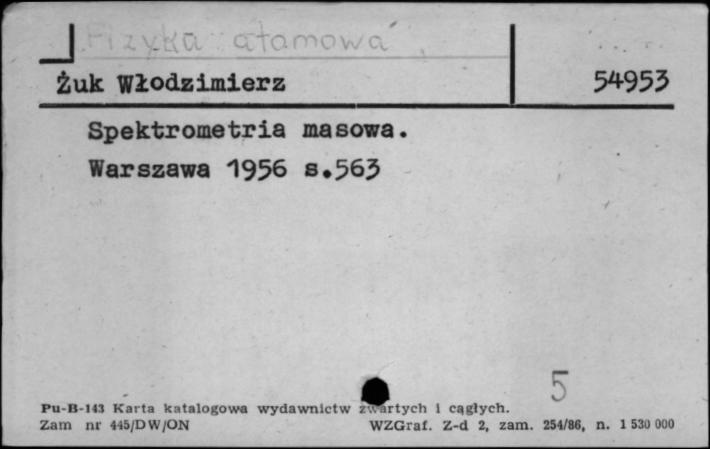 Fizyka atomowa
Żuk Włodzimierz 54953
Spektrometria masowa.
Warszawa 1956 s.563
5
Pu-B-143 Karta katalogowa wydawnictw zwartych i cągłych.
Zam nr 445/DW/ON WZGraf. Z-d 2, zam. 254/86, n. 1 530 000